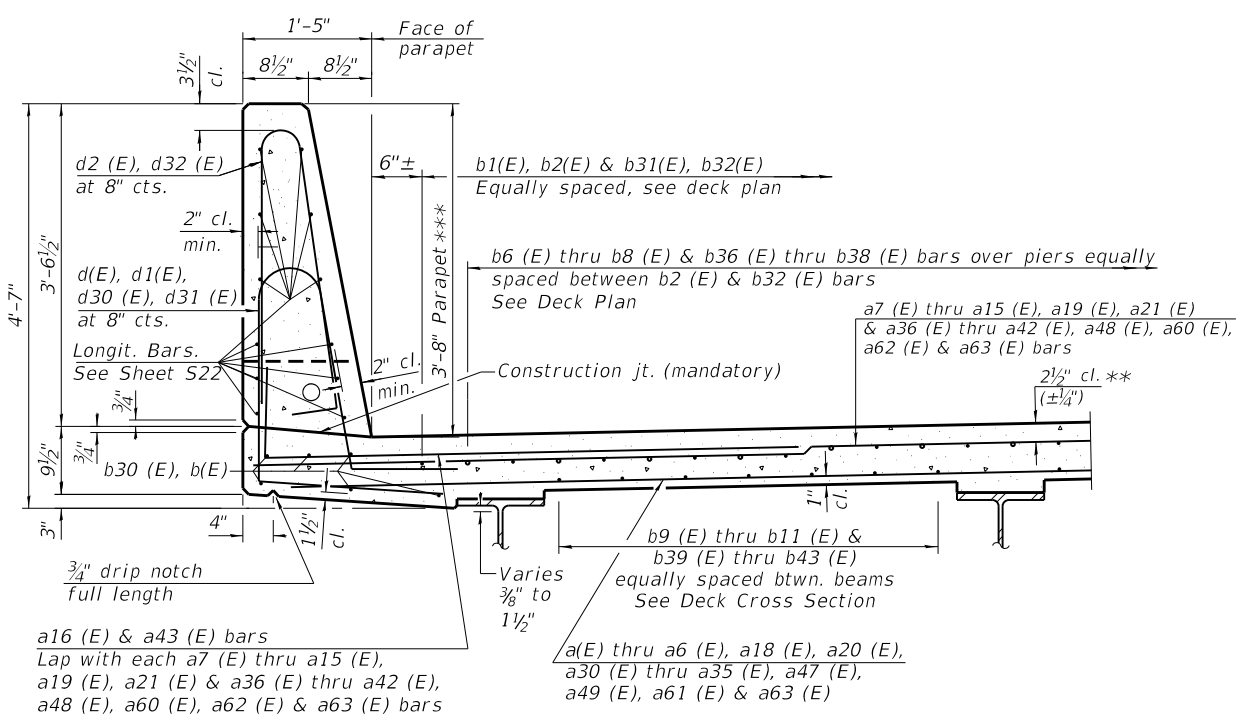 1'-5"
Face of
parapet
3½"
cl.
8½"
8½"
d2 (E), d32 (E)
at 8" cts.
6"±
b1(E), b2(E) & b31(E), b32(E)
Equally spaced, see deck plan
2" cl.
min.
3'-6½"
4'-7"
3'-8" Parapet ***
b6 (E) thru b8 (E) & b36 (E) thru b38 (E) bars over piers equally
spaced between b2 (E) & b32 (E) bars
See Deck Plan
d(E), d1(E),
d30 (E), d31 (E)
at 8" cts.
a7 (E) thru a15 (E), a19 (E), a21 (E)
& a36 (E) thru a42 (E), a48 (E), a60 (E),
a62 (E) & a63 (E) bars
Longit. Bars.
See Sheet S22
2" cl.
min.
Construction jt. (mandatory)
2½" cl. **
(±¼")
¾"
¾"
9½"
b30 (E), b(E)
3"
4"
1½"
cl.
1"
cl.
¾" drip notch
full length
Varies
⅜" to
1½"
b9 (E) thru b11 (E) &
b39 (E) thru b43 (E)
equally spaced btwn. beams
See Deck Cross Section
a16 (E) & a43 (E) bars
Lap with each a7 (E) thru a15 (E),
a19 (E), a21 (E) & a36 (E) thru a42 (E),
a48 (E), a60 (E), a62 (E) & a63 (E) bars
a(E) thru a6 (E), a18 (E), a20 (E),
a30 (E) thru a35 (E), a47 (E),
a49 (E), a61 (E) & a63 (E)